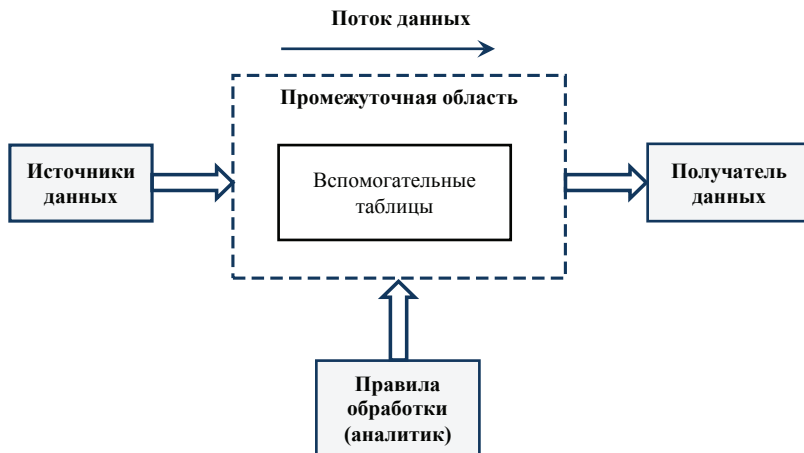 Поток данных
Промежуточная область
Источники
данных
Вспомогательные
таблицы
Получатель
данных
Правила
обработки
(аналитик)